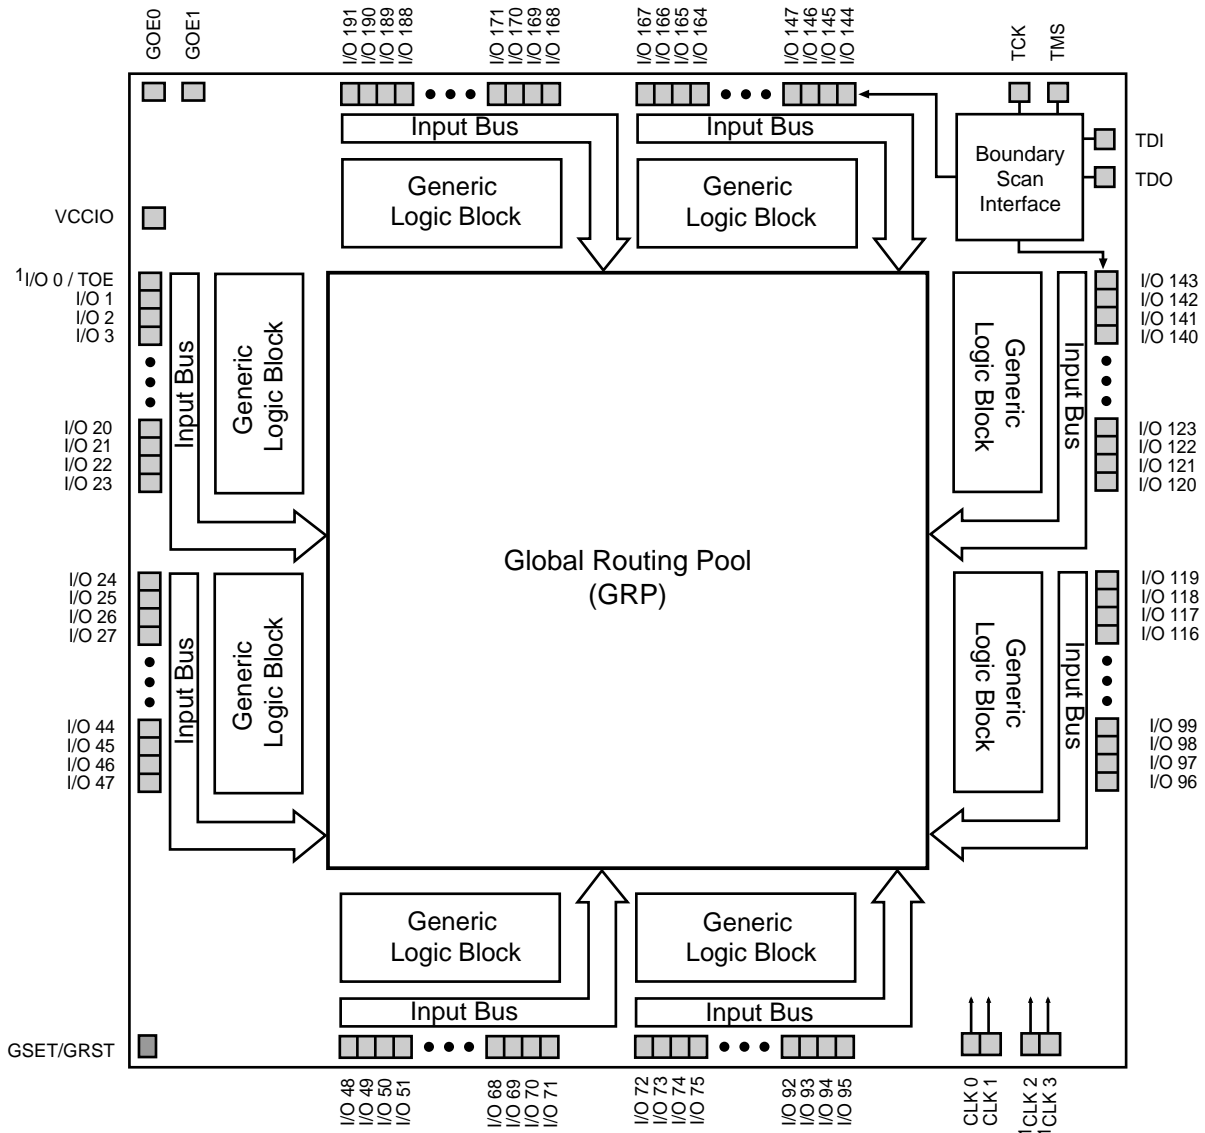 GOE0
GOE1
I/O 191
I/O 190
I/O 189
I/O 188
I/O 171
I/O 170
I/O 169
I/O 168
I/O 167
I/O 166
I/O 165
I/O 164
I/O 147
I/O 146
I/O 145
I/O 144
TCK
TMS
Input Bus
Input Bus
Generic
Logic Block
Generic
Logic Block
Boundary
Scan
Interface
TDI
TDO
VCCIO
1I/O 0 / TOE
I/O 1
I/O 2
I/O 3
I/O 20
I/O 21
I/O 22
I/O 23
Input Bus
Generic
Logic Block
I/O 24
I/O 25
I/O 26
I/O 27
I/O 44
I/O 45
I/O 46
I/O 47
Input Bus
Generic
Logic Block
Global Routing Pool
(GRP)
Generic
Logic Block
Input Bus
I/O 143
I/O 142
I/O 141
I/O 140
I/O 123
I/O 122
I/O 121
I/O 120
Generic
Logic Block
Input Bus
I/O 119
I/O 118
I/O 117
I/O 116
I/O 99
I/O 98
I/O 97
I/O 96
Generic
Logic Block
Generic
Logic Block
Input Bus
Input Bus
GSET/GRST
I/O 48
I/O 49
I/O 50
I/O 51
I/O 68
I/O 69
I/O 70
I/O 71
I/O 72
I/O 73
I/O 74
I/O 75
I/O 92
I/O 93
I/O 94
I/O 95
CLK 0
CLK 1
1CLK 2
1CLK 3